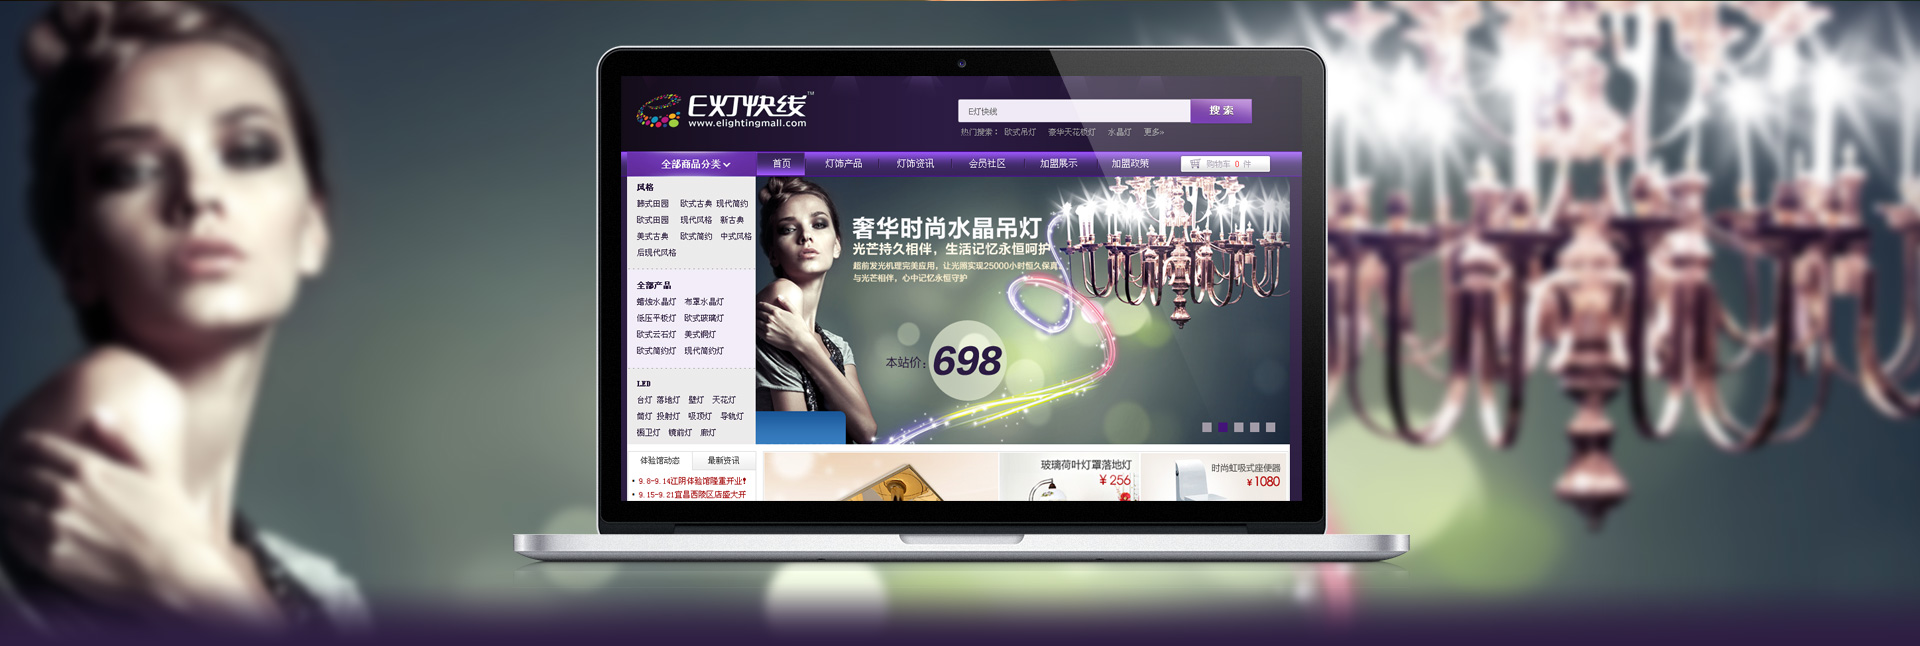 E灯快线™
www.elightingmall.com
E灯快线
搜 索
热门搜索： 欧式吊灯 豪华天花板灯 水晶灯 更多»
全部商品分类
首页 灯饰产品 灯饰资讯 会员社区 加盟展示 加盟政策
购物车 0 件
风格
韩式田园 欧式古典 现代简约
欧式田园 现代风格 新古典
美式古典 欧式简约 中式风格
后现代风格
全部产品
蜡烛水晶灯 布罩水晶灯
低压平板灯 欧式玻璃灯
欧式云石灯 美式铜灯
欧式简约灯 现代简约灯
LED
台灯 落地灯 壁灯 天花灯
筒灯 投射灯 吸顶灯 导轨灯
橱卫灯 镜前灯 廊灯
奢华时尚水晶吊灯
光芒持久相伴，生活记忆永恒呵护
超前发光机理完美应用，让光照实现25000小时恒久保真，
与光芒相伴，心中记忆永恒守护
本站价：698
体验馆动态 最新资讯
• 9.8-9.14江阴体验馆隆重开业!
• 9.15-9.21宜昌西陵区店盛大开
玻璃荷叶灯罩落地灯
¥ 256
时尚虹吸式座便器
¥ 1080